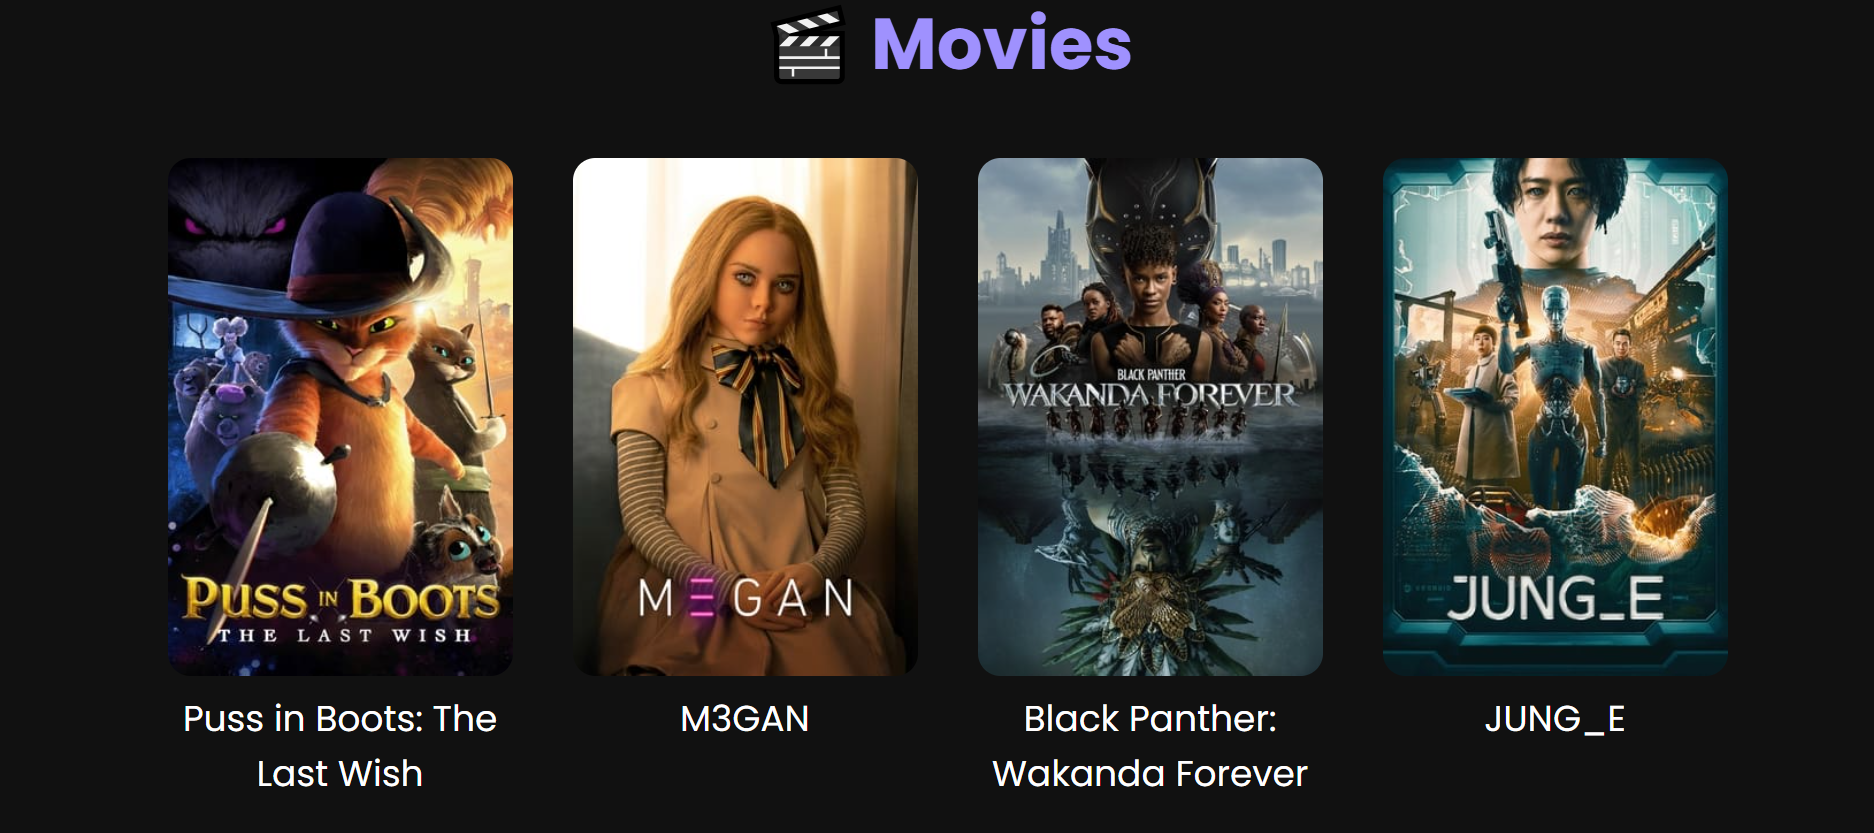 🎬 Movies
PUSS IN BOOTS
THE LAST WISH
MΞGAN
BLACK PANTHER
WAKANDA FOREVER
JUNG_E
Puss in Boots: The
Last Wish
M3GAN
Black Panther:
Wakanda Forever
JUNG_E